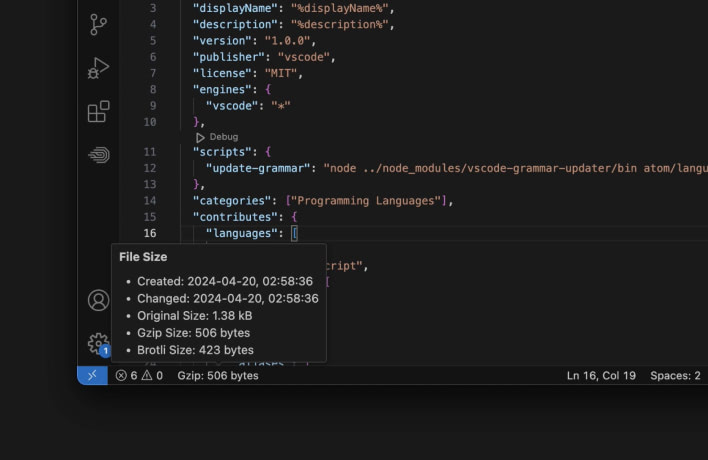 3 "displayName": "%displayName%",
4 "description": "%description%",
5 "version": "1.0.0",
6 "publisher": "vscode",
7 "license": "MIT",
8 "engines": {
9 "vscode": "*"
10 },
Debug
11 "scripts": {
12 "update-grammar": "node ../node_modules/vscode-grammar-updater/bin atom/langu
13 },
14 "categories": ["Programming Languages"],
15 "contributes": {
16 "languages": [
cript",
[
File Size
• Created: 2024-04-20, 02:58:36
• Changed: 2024-04-20, 02:58:36
• Original Size: 1.38 kB
• Gzip Size: 506 bytes
• Brotli Size: 423 bytes
1
6 0 Gzip: 506 bytes Ln 16, Col 19 Spaces: 2